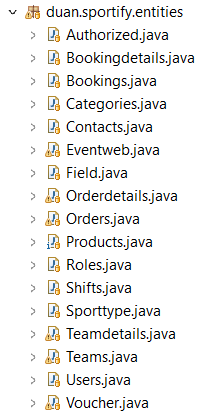 duan.sportify.entities
Authorized.java
Bookingdetails.java
Bookings.java
Categories.java
Contacts.java
Eventweb.java
Field.java
Orderdetails.java
Orders.java
Products.java
Roles.java
Shifts.java
Sporttype.java
Teamdetails.java
Teams.java
Users.java
Voucher.java